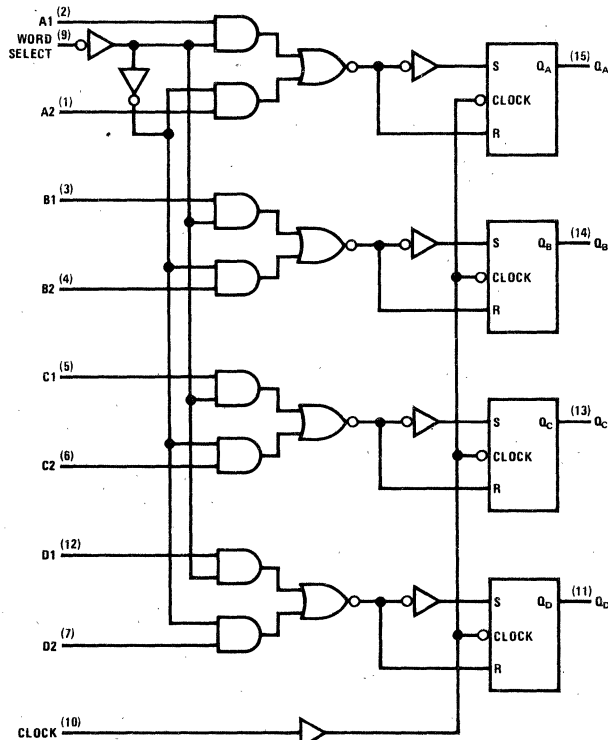 A1 (2)
WORD SELECT (9)
A2 (1)
S QA (15) QA
CLOCK
R
B1 (3)
B2 (4)
S QB (14) QB
CLOCK
R
C1 (5)
C2 (6)
S QC (13) QC
CLOCK
R
D1 (12)
D2 (7)
S QD (11) QD
CLOCK
R
CLOCK (10)